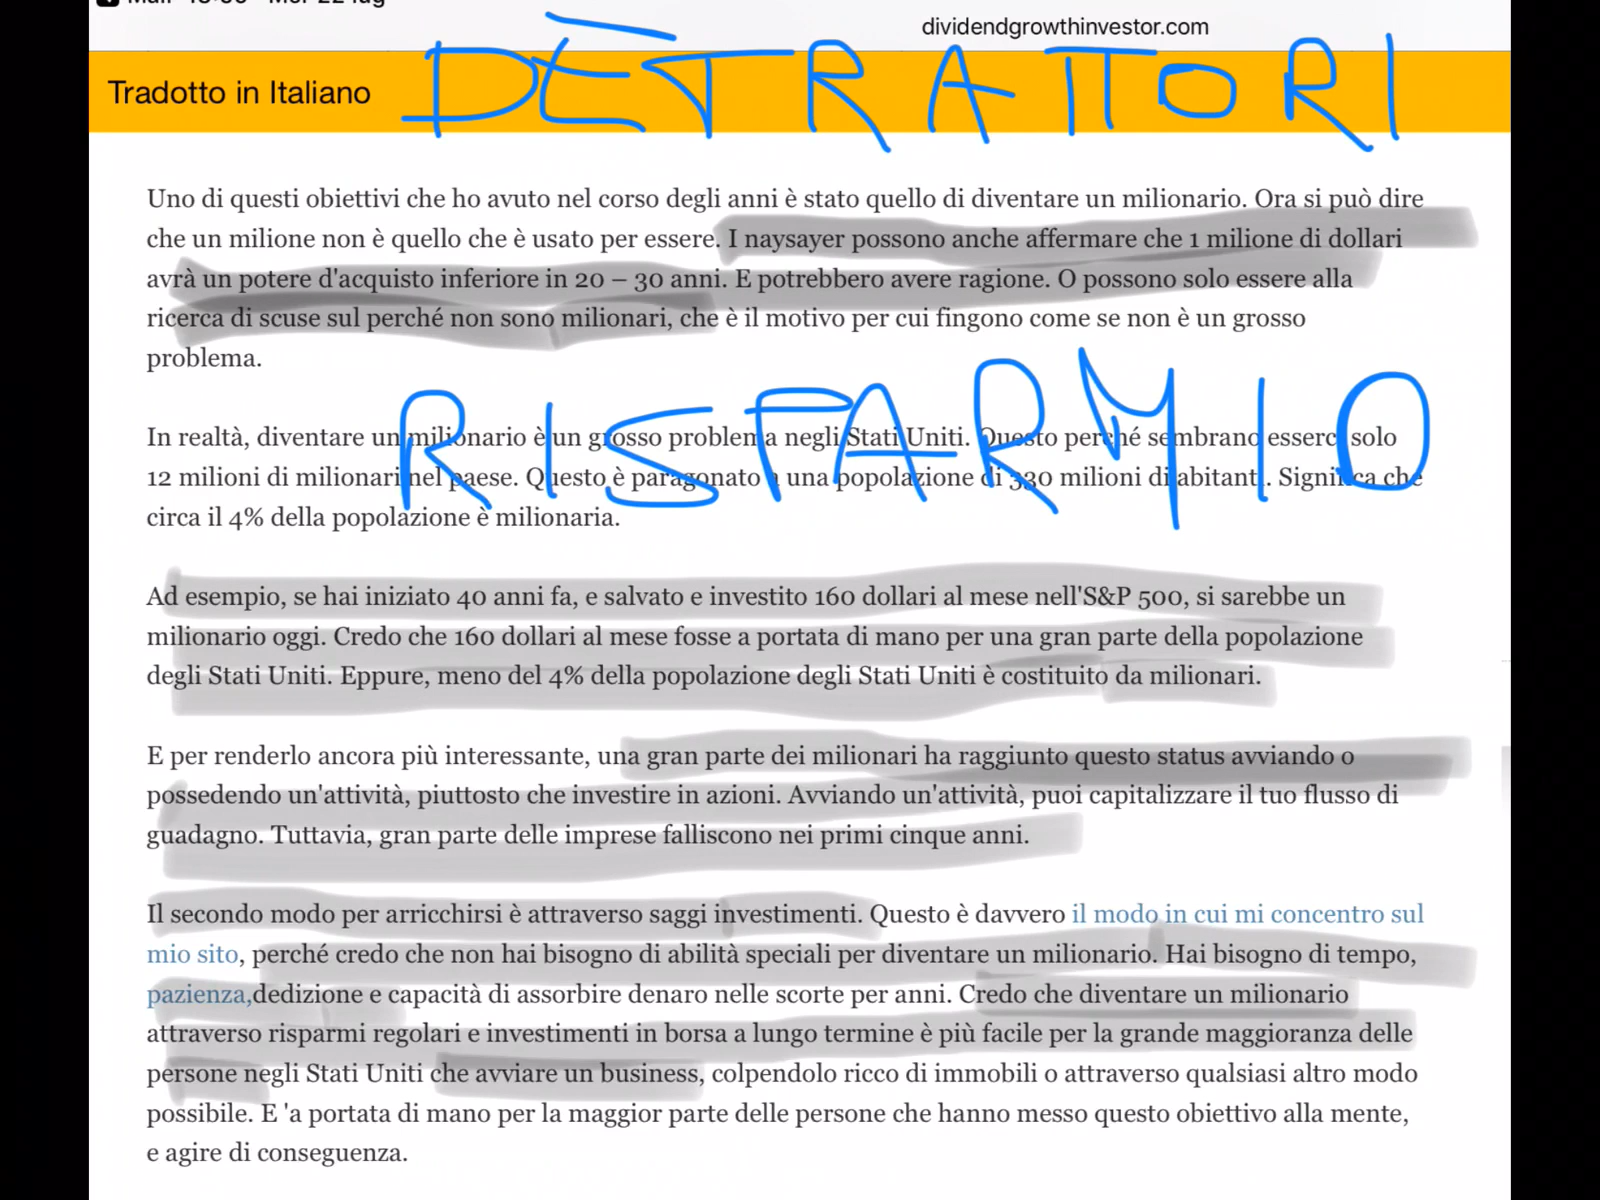 dividendgrowthinvestor.com
Tradotto in Italiano
DETRATTORI
Uno di questi obiettivi che ho avuto nel corso degli anni è stato quello di diventare un milionario. Ora si può dire
che un milione non è quello che è usato per essere. I naysayer possono anche affermare che 1 milione di dollari
avrà un potere d'acquisto inferiore in 20 – 30 anni. E potrebbero avere ragione. O possono solo essere alla
ricerca di scuse sul perché non sono milionari, che è il motivo per cui fingono come se non è un grosso
problema.
RISPARMIO
In realtà, diventare un milionario è un grosso problema negli Stati Uniti. Questo perché sembrano esserci solo
12 milioni di milionari nel paese. Questo è paragonato a una popolazione di 330 milioni di abitanti. Significa che
circa il 4% della popolazione è milionaria.
Ad esempio, se hai iniziato 40 anni fa, e salvato e investito 160 dollari al mese nell'S&P 500, si sarebbe un
milionario oggi. Credo che 160 dollari al mese fosse a portata di mano per una gran parte della popolazione
degli Stati Uniti. Eppure, meno del 4% della popolazione degli Stati Uniti è costituito da milionari.
E per renderlo ancora più interessante, una gran parte dei milionari ha raggiunto questo status avviando o
possedendo un'attività, piuttosto che investire in azioni. Avviando un'attività, puoi capitalizzare il tuo flusso di
guadagno. Tuttavia, gran parte delle imprese falliscono nei primi cinque anni.
Il secondo modo per arricchirsi è attraverso saggi investimenti. Questo è davvero il modo in cui mi concentro sul
mio sito, perché credo che non hai bisogno di abilità speciali per diventare un milionario. Hai bisogno di tempo,
pazienza,dedizione e capacità di assorbire denaro nelle scorte per anni. Credo che diventare un milionario
attraverso risparmi regolari e investimenti in borsa a lungo termine è più facile per la grande maggioranza delle
persone negli Stati Uniti che avviare un business, colpendolo ricco di immobili o attraverso qualsiasi altro modo
possibile. E 'a portata di mano per la maggior parte delle persone che hanno messo questo obiettivo alla mente,
e agire di conseguenza.